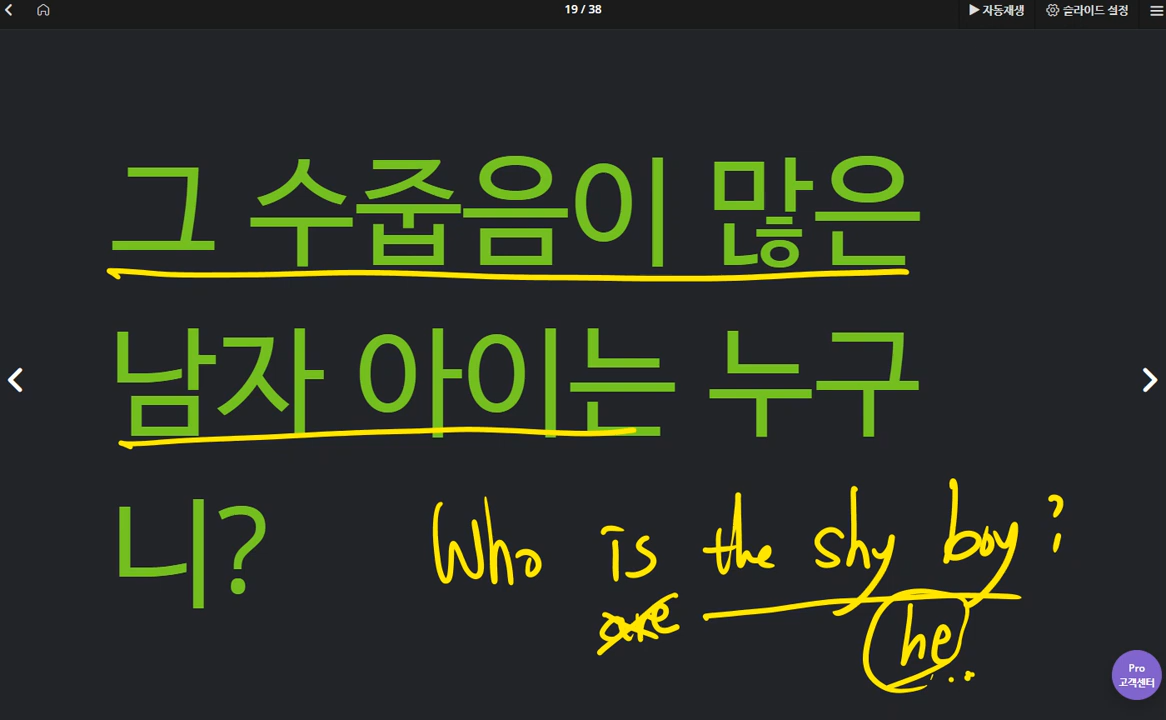 19 / 38
자동재생
슬라이드 설정
그 수줍음이 많은
남자 아이는 누구
니?
Who is the shy boy?
are
he
Pro
고객센터